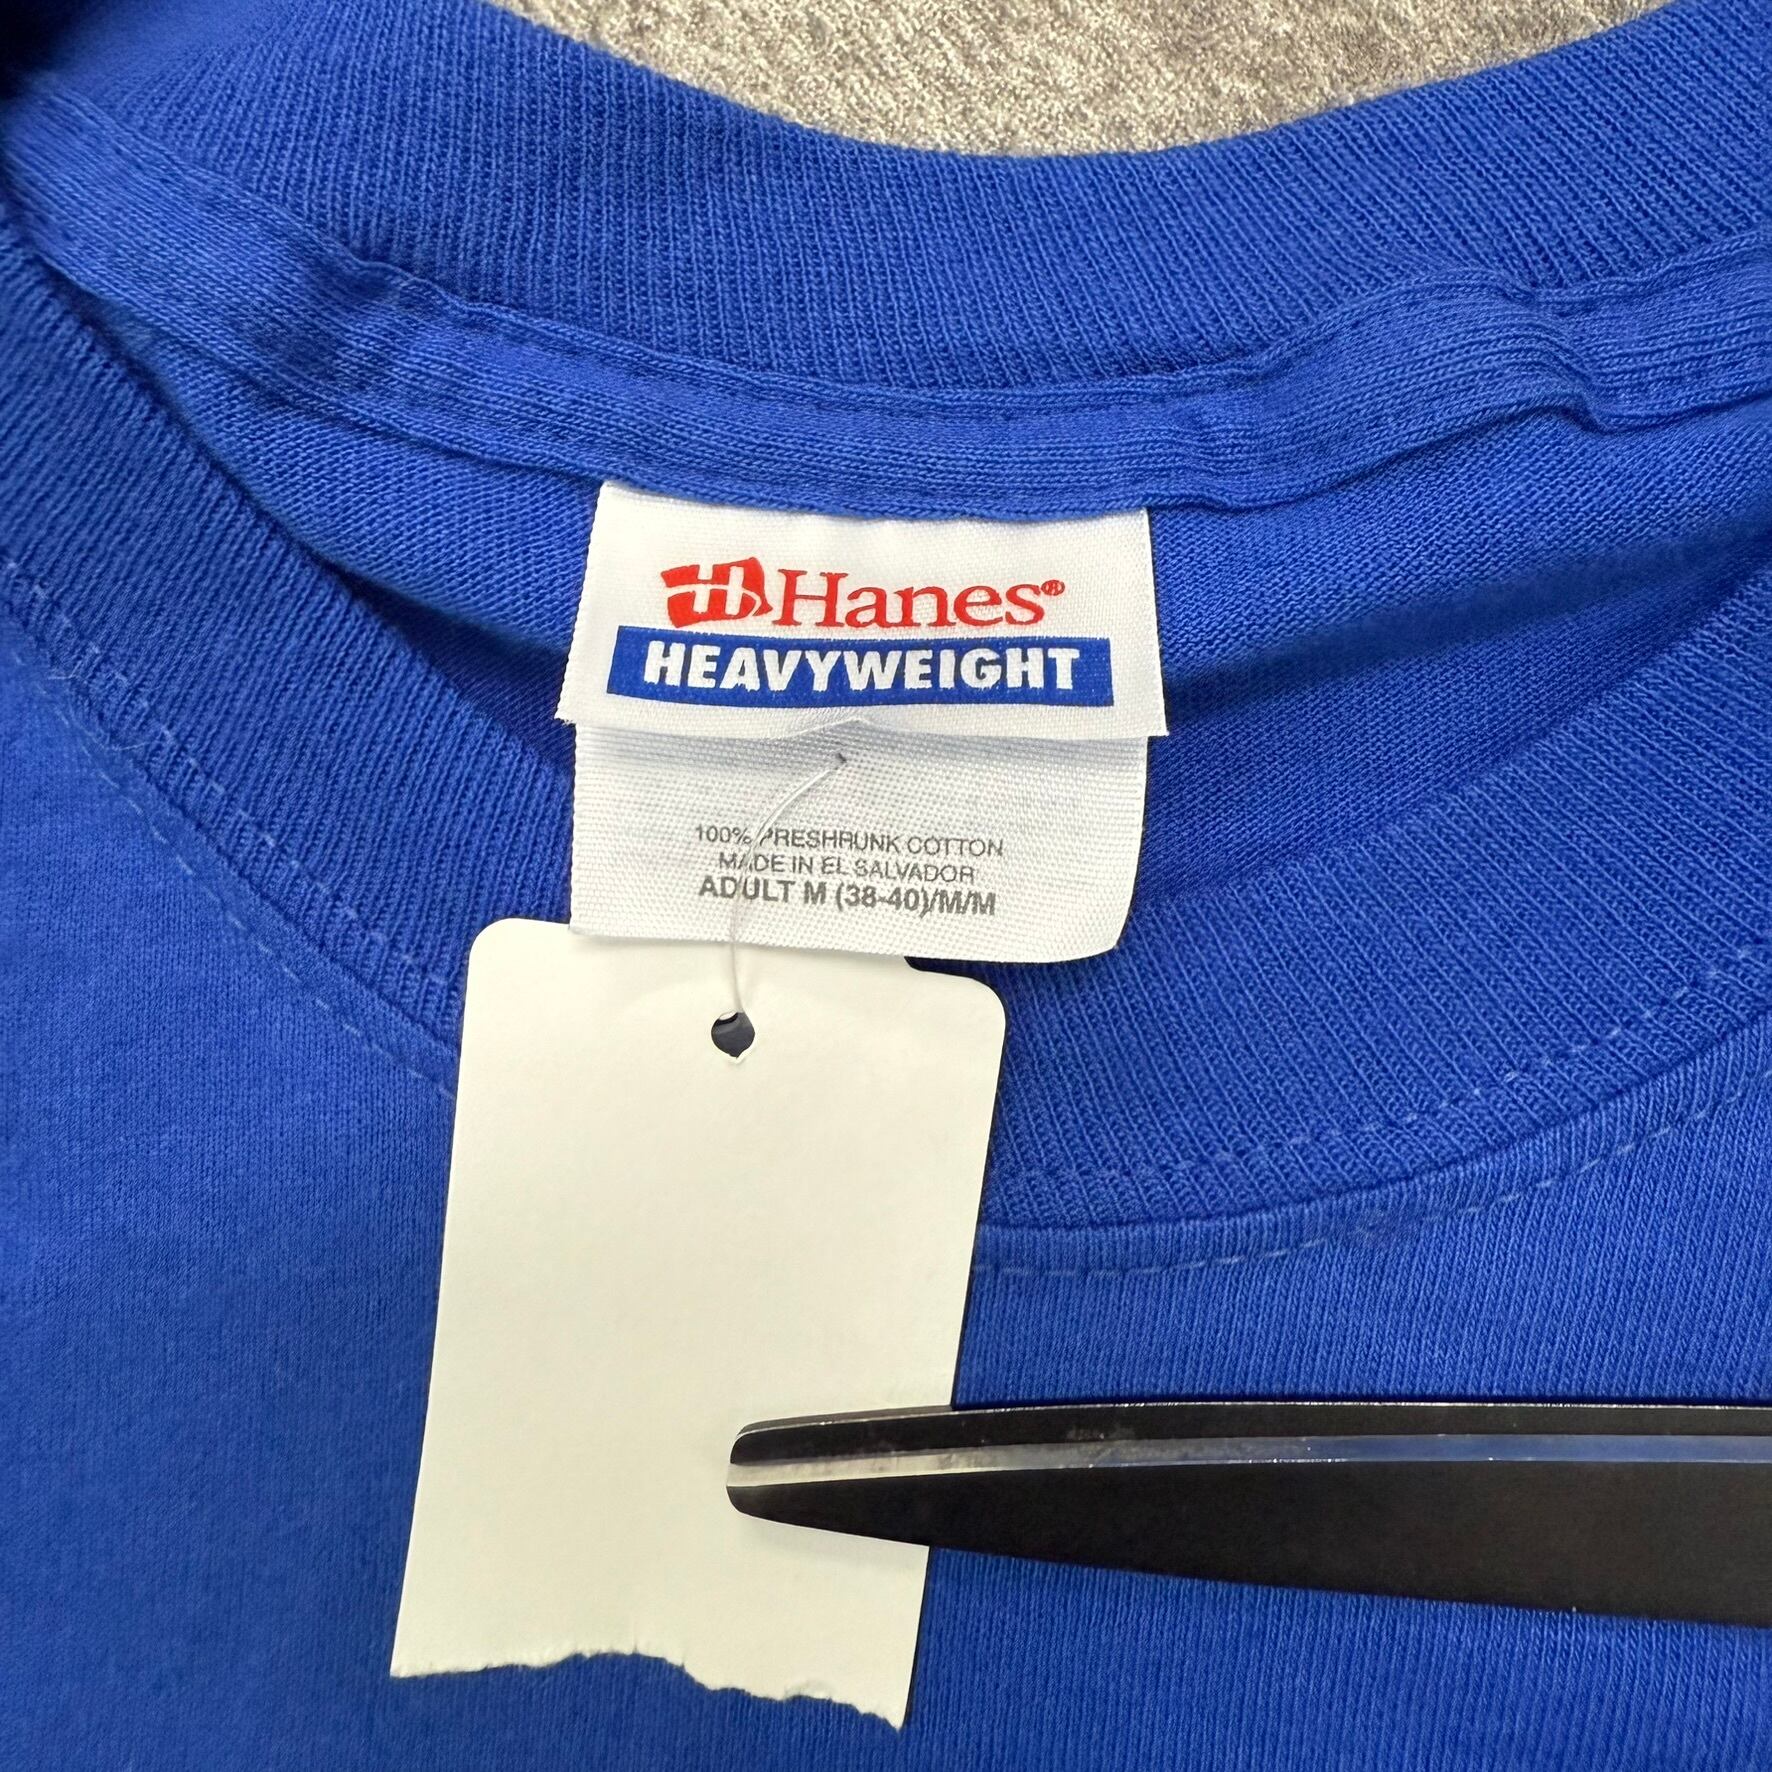 Hanes®
HEAVYWEIGHT
100% PRESHRUNK COTTON
MADE IN EL SALVADOR
ADULT M (38-40)/M/M